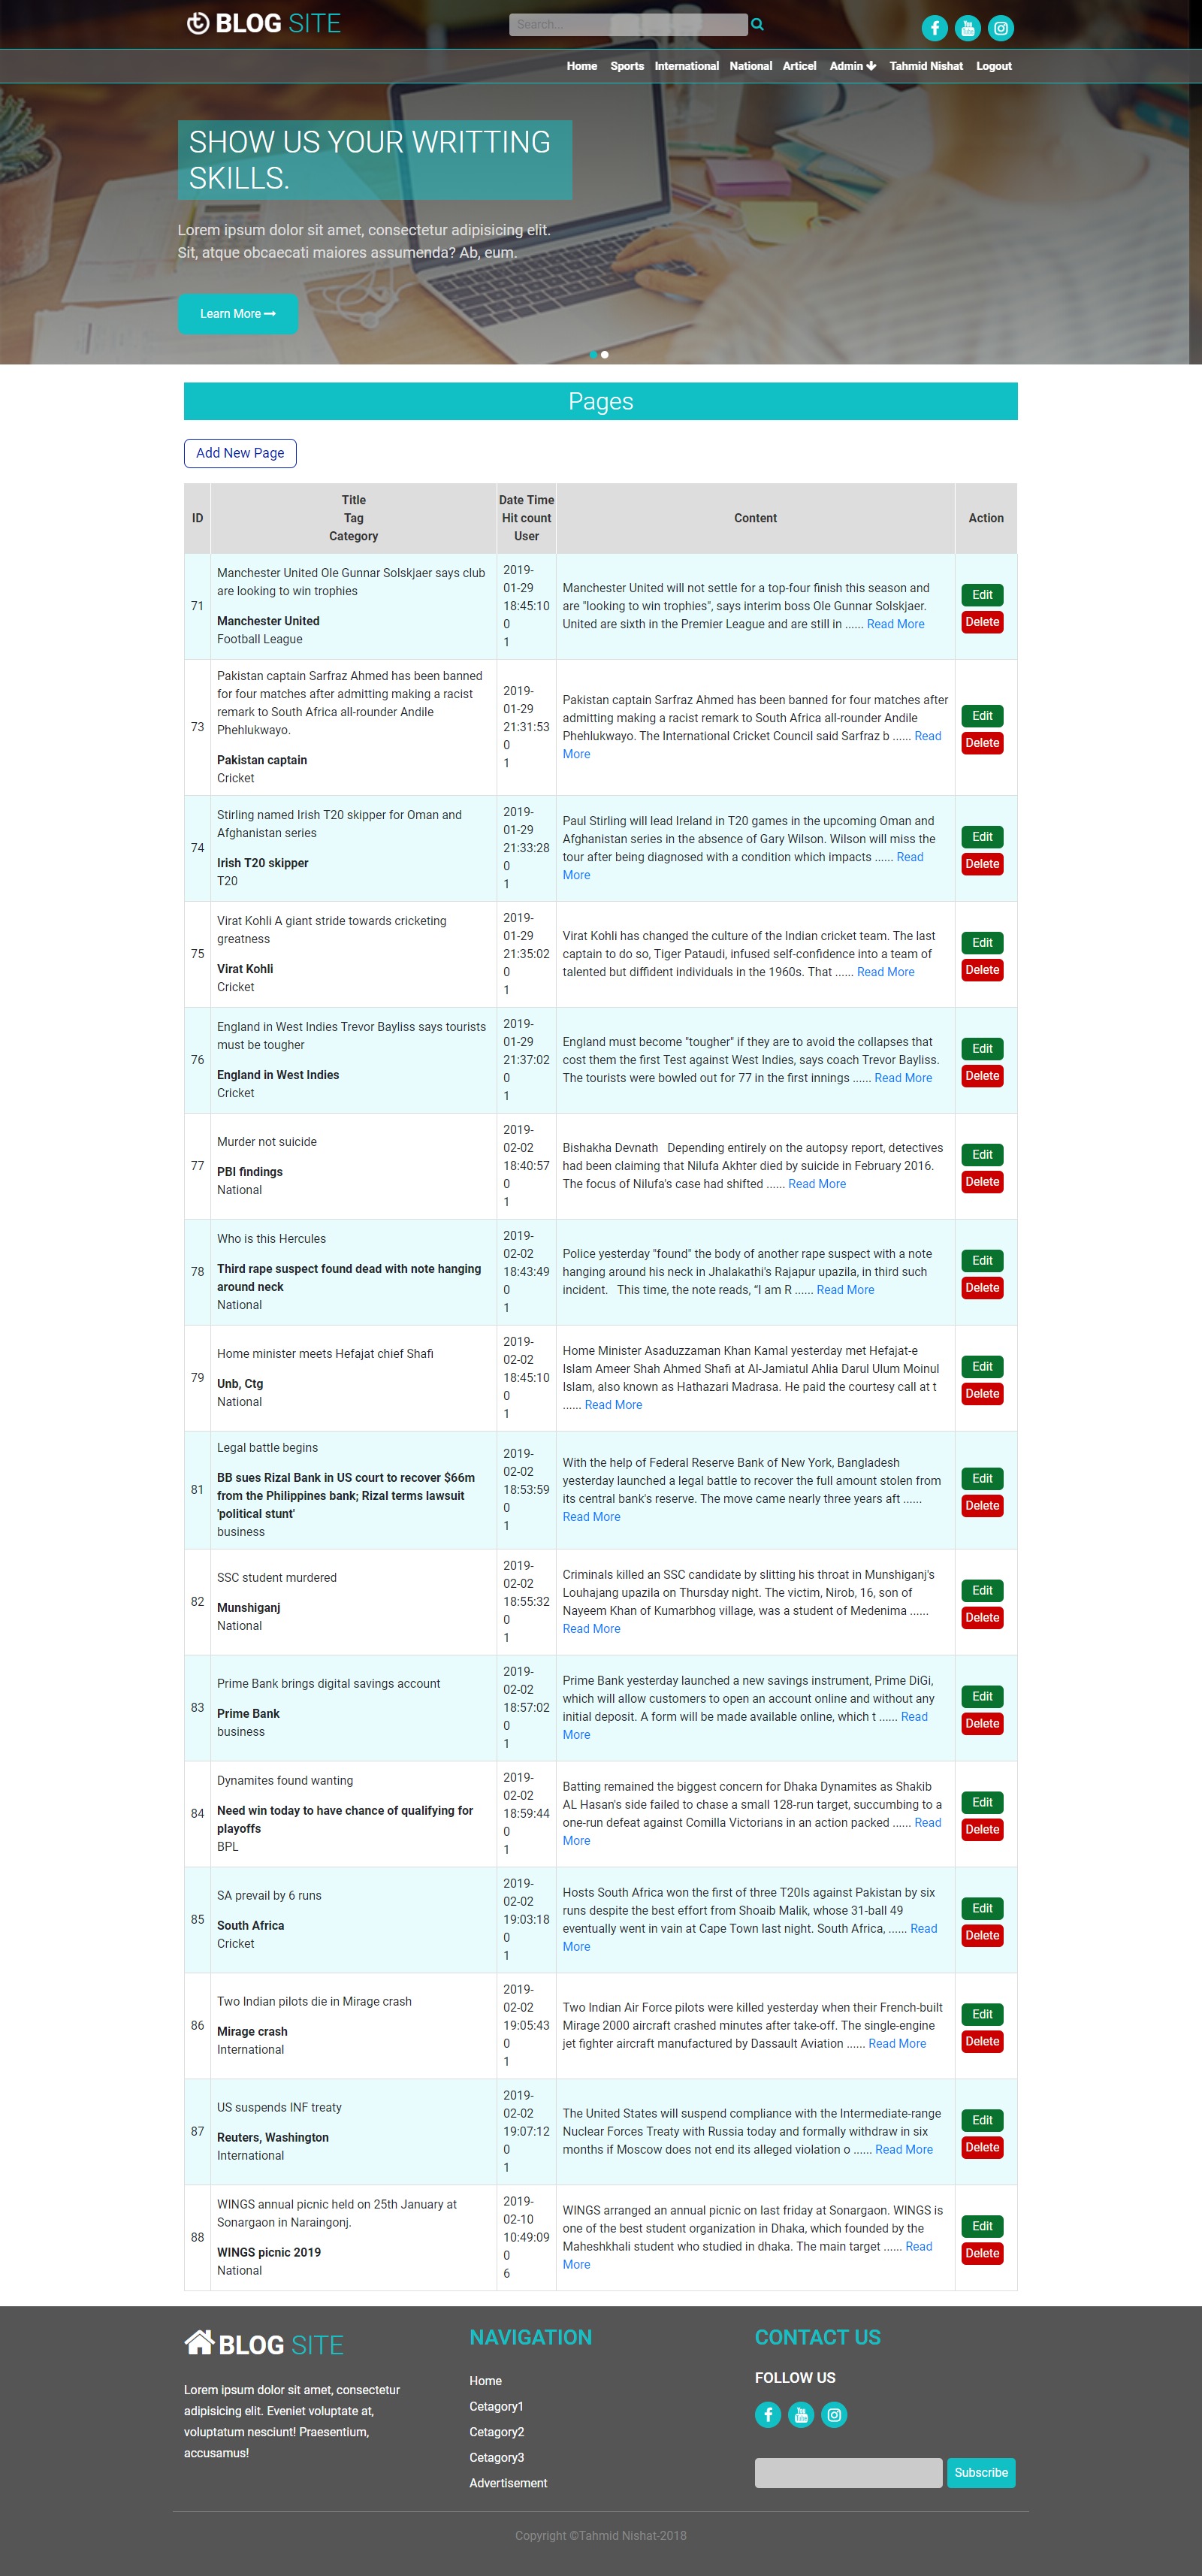 BLOG SITE
Search...
Home Sports International National Articel Admin Tahmid Nishat Logout
SHOW US YOUR WRITTING
SKILLS.
Lorem ipsum dolor sit amet, consectetur adipisicing elit.
Sit, atque obcaecati maiores assumenda? Ab, eum.
Learn More
Pages
Add New Page
ID
Title
Tag
Category
Date Time
Hit count
User
Content
Action
71
Manchester United Ole Gunnar Solskjaer says club
are looking to win trophies
Manchester United
Football League
2019-
01-29
18:45:10
0
1
Manchester United will not settle for a top-four finish this season and
are "looking to win trophies", says interim boss Ole Gunnar Solskjaer.
United are sixth in the Premier League and are still in ...... Read More
Edit
Delete
73
Pakistan captain Sarfraz Ahmed has been banned
for four matches after admitting making a racist
remark to South Africa all-rounder Andile
Phehlukwayo.
Pakistan captain
Cricket
2019-
01-29
21:31:53
0
1
Pakistan captain Sarfraz Ahmed has been banned for four matches after
admitting making a racist remark to South Africa all-rounder Andile
Phehlukwayo. The International Cricket Council said Sarfraz b ...... Read
More
Edit
Delete
74
Stirling named Irish T20 skipper for Oman and
Afghanistan series
Irish T20 skipper
T20
2019-
01-29
21:33:28
0
1
Paul Stirling will lead Ireland in T20 games in the upcoming Oman and
Afghanistan series in the absence of Gary Wilson. Wilson will miss the
tour after being diagnosed with a condition which impacts ...... Read
More
Edit
Delete
75
Virat Kohli A giant stride towards cricketing
greatness
Virat Kohli
Cricket
2019-
01-29
21:35:02
0
1
Virat Kohli has changed the culture of the Indian cricket team. The last
captain to do so, Tiger Pataudi, infused self-confidence into a team of
talented but diffident individuals in the 1960s. That ...... Read More
Edit
Delete
76
England in West Indies Trevor Bayliss says tourists
must be tougher
England in West Indies
Cricket
2019-
01-29
21:37:02
0
1
England must become "tougher" if they are to avoid the collapses that
cost them the first Test against West Indies, says coach Trevor Bayliss.
The tourists were bowled out for 77 in the first innings ...... Read More
Edit
Delete
77
Murder not suicide
PBI findings
National
2019-
02-02
18:40:57
0
1
Bishakha Devnath   Depending entirely on the autopsy report, detectives
had been claiming that Nilufa Akhter died by suicide in February 2016.
The focus of Nilufa's case had shifted ...... Read More
Edit
Delete
78
Who is this Hercules
Third rape suspect found dead with note hanging
around neck
National
2019-
02-02
18:43:49
0
1
Police yesterday "found" the body of another rape suspect with a note
hanging around his neck in Jhalakathi's Rajapur upazila, in third such
incident.   This time, the note reads, “I am R ...... Read More
Edit
Delete
79
Home minister meets Hefajat chief Shafi
Unb, Ctg
National
2019-
02-02
18:45:10
0
1
Home Minister Asaduzzaman Khan Kamal yesterday met Hefajat-e
Islam Ameer Shah Ahmed Shafi at Al-Jamiatul Ahlia Darul Ulum Moinul
Islam, also known as Hathazari Madrasa. He paid the courtesy call at t
...... Read More
Edit
Delete
81
Legal battle begins
BB sues Rizal Bank in US court to recover $66m
from the Philippines bank; Rizal terms lawsuit
'political stunt'
business
2019-
02-02
18:53:59
0
1
With the help of Federal Reserve Bank of New York, Bangladesh
yesterday launched a legal battle to recover the full amount stolen from
its central bank's reserve. The move came nearly three years aft ......
Read More
Edit
Delete
82
SSC student murdered
Munshiganj
National
2019-
02-02
18:55:32
0
1
Criminals killed an SSC candidate by slitting his throat in Munshiganj's
Louhajang upazila on Thursday night. The victim, Nirob, 16, son of
Nayeem Khan of Kumarbhog village, was a student of Medenima ......
Read More
Edit
Delete
83
Prime Bank brings digital savings account
Prime Bank
business
2019-
02-02
18:57:02
0
1
Prime Bank yesterday launched a new savings instrument, Prime DiGi,
which will allow customers to open an account online and without any
initial deposit. A form will be made available online, which t ...... Read
More
Edit
Delete
84
Dynamites found wanting
Need win today to have chance of qualifying for
playoffs
BPL
2019-
02-02
18:59:44
0
1
Batting remained the biggest concern for Dhaka Dynamites as Shakib
AL Hasan's side failed to chase a small 128-run target, succumbing to a
one-run defeat against Comilla Victorians in an action packed ...... Read
More
Edit
Delete
85
SA prevail by 6 runs
South Africa
Cricket
2019-
02-02
19:03:18
0
1
Hosts South Africa won the first of three T20Is against Pakistan by six
runs despite the best effort from Shoaib Malik, whose 31-ball 49
eventually went in vain at Cape Town last night. South Africa, ...... Read
More
Edit
Delete
86
Two Indian pilots die in Mirage crash
Mirage crash
International
2019-
02-02
19:05:43
0
1
Two Indian Air Force pilots were killed yesterday when their French-built
Mirage 2000 aircraft crashed minutes after take-off. The single-engine
jet fighter aircraft manufactured by Dassault Aviation ...... Read More
Edit
Delete
87
US suspends INF treaty
Reuters, Washington
International
2019-
02-02
19:07:12
0
1
The United States will suspend compliance with the Intermediate-range
Nuclear Forces Treaty with Russia today and formally withdraw in six
months if Moscow does not end its alleged violation o ...... Read More
Edit
Delete
88
WINGS annual picnic held on 25th January at
Sonargaon in Naraingonj.
WINGS picnic 2019
National
2019-
02-10
10:49:09
0
6
WINGS arranged an annual picnic on last friday at Sonargaon. WINGS is
one of the best student organization in Dhaka, which founded by the
Maheshkhali student who studied in dhaka. The main target ...... Read
More
Edit
Delete
BLOG SITE
Lorem ipsum dolor sit amet, consectetur
adipisicing elit. Eveniet voluptate at,
voluptatum nesciunt! Praesentium,
accusamus!
NAVIGATION
Home
Cetagory1
Cetagory2
Cetagory3
Advertisement
CONTACT US
FOLLOW US
Subscribe
Copyright ©Tahmid Nishat-2018